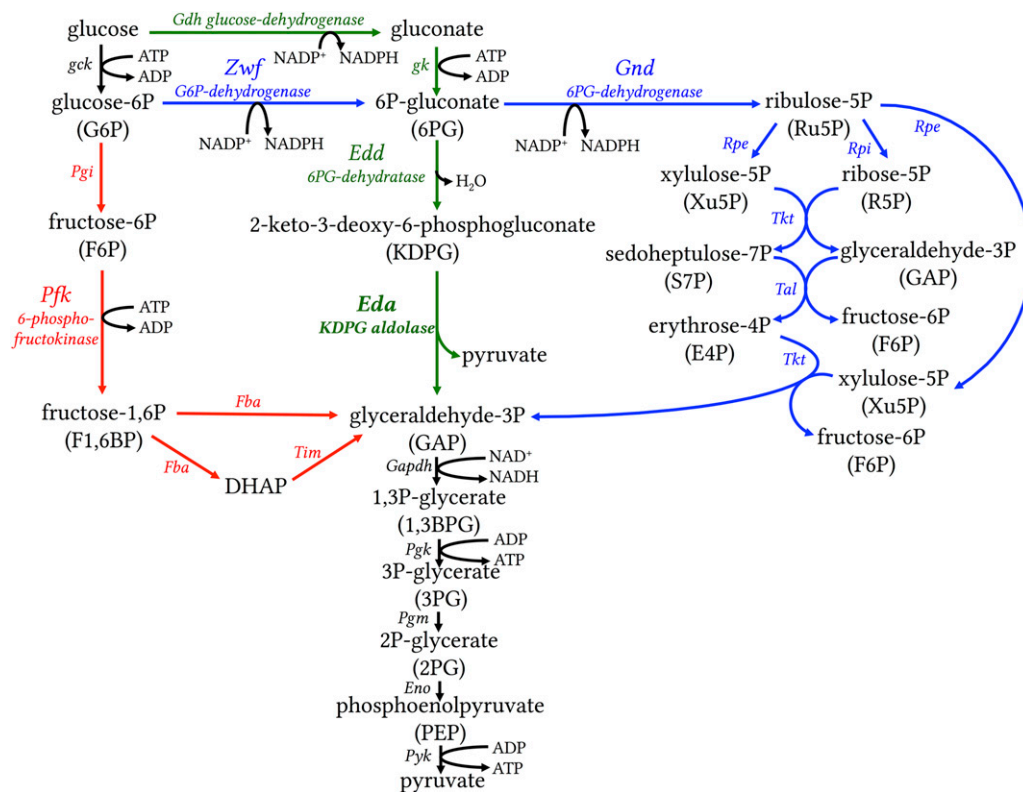 glucose
Gdh glucose-dehydrogenase
gluconate
NADP⁺
NADPH
gck
ATP
ADP
gk
ATP
ADP
Zwf
G6P-dehydrogenase
Gnd
6PG-dehydrogenase
glucose-6P
(G6P)
6P-gluconate
(6PG)
ribulose-5P
(Ru5P)
NADP⁺
NADPH
NADP⁺
NADPH
Rpe
Rpi
Rpe
Pgi
Edd
6PG-dehydratase
H₂O
xylulose-5P
(Xu5P)
ribose-5P
(R5P)
Tkt
fructose-6P
(F6P)
2-keto-3-deoxy-6-phosphogluconate
(KDPG)
sedoheptulose-7P
(S7P)
glyceraldehyde-3P
(GAP)
Tal
Pfk
6-phospho-
fructokinase
ATP
ADP
Eda
KDPG aldolase
pyruvate
erythrose-4P
(E4P)
fructose-6P
(F6P)
Tkt
xylulose-5P
(Xu5P)
fructose-6P
(F6P)
fructose-1,6P
(F1,6BP)
Fba
glyceraldehyde-3P
(GAP)
Fba
Tim
DHAP
Gapdh
NAD⁺
NADH
1,3P-glycerate
(1,3BPG)
Pgk
ADP
ATP
3P-glycerate
(3PG)
Pgm
2P-glycerate
(2PG)
Eno
phosphoenolpyruvate
(PEP)
Pyk
ADP
ATP
pyruvate